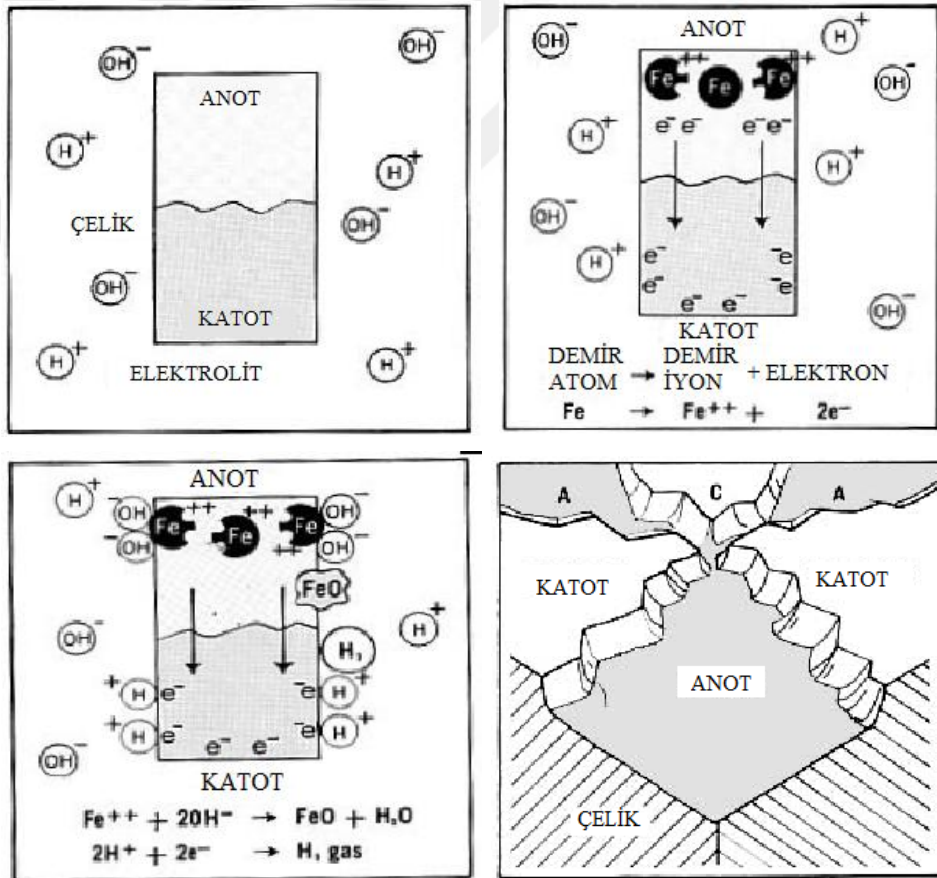 OH⁻
OH⁻
ANOT
H⁺
H⁺
ÇELİK
OH⁻
OH⁻
KATOT
H⁺
H⁺
ELEKTROLİT
ANOT
OH⁻
H⁺
Fe⁺⁺ Fe Fe⁺⁺
OH⁻
e⁻ e⁻ e⁻ e⁻
H⁺
H⁺
OH⁻
H⁺
e⁻ ⁻e
e⁻ ⁻e
e⁻ e⁻
OH⁻
KATOT
DEMİR DEMİR
ATOM → İYON + ELEKTRON
Fe → Fe⁺⁺ + 2e⁻
ANOT
H⁺
⁻OH Fe⁺⁺ Fe⁺⁺ Fe⁺⁺ OH⁻
⁻OH OH⁻
FeO
OH⁻
H⁺
⁺H e⁻ e⁻ H⁺
⁺H e⁻ e⁻ H⁺
e⁻ e⁻
OH⁻
KATOT
Fe⁺⁺ + 2OH⁻ → FeO + H₂O
2H⁺ + 2e⁻ → H, gas
A C A
KATOT KATOT
ANOT
ÇELİK